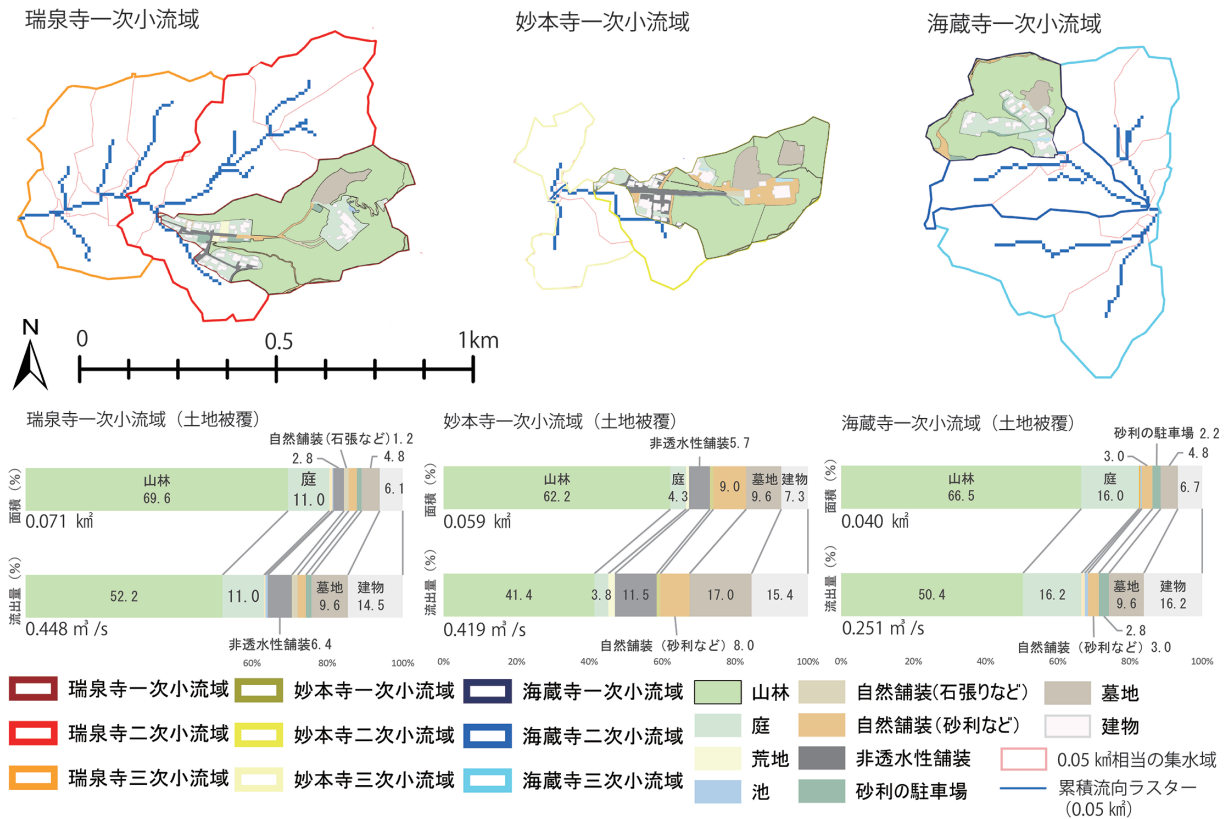 瑞泉寺一次小流域
妙本寺一次小流域
海蔵寺一次小流域
N
0 0.5 1km
瑞泉寺一次小流域（土地被覆）
自然舗装（石張など）1.2
2.8 4.8
面積（%）
山林 69.6
庭 11.0
6.1
0.071 ㎢
流出量（%）
52.2 11.0
墓地 9.6
建物 14.5
0.448 ㎥/s
非透水性舗装6.4
60% 80% 100%
妙本寺一次小流域（土地被覆）
非透水性舗装5.7
面積（%）
山林 62.2
庭 4.3
9.0
墓地 9.6
建物 7.3
0.059 ㎢
流出量（%）
41.4 3.8 11.5 17.0 15.4
0.419 ㎥/s
自然舗装（砂利など）8.0
0% 20% 40% 60% 80% 100%
海蔵寺一次小流域（土地被覆）
砂利の駐車場 2.2
3.0 4.8
面積（%）
山林 66.5
庭 16.0
6.7
0.040 ㎢
流出量（%）
50.4 16.2
墓地 9.6
建物 16.2
0.251 ㎥/s
2.8
自然舗装（砂利など）3.0
0% 20% 40% 60% 80% 100%
瑞泉寺一次小流域
瑞泉寺二次小流域
瑞泉寺三次小流域
妙本寺一次小流域
妙本寺二次小流域
妙本寺三次小流域
海蔵寺一次小流域
海蔵寺二次小流域
海蔵寺三次小流域
山林
庭
荒地
池
自然舗装（石張りなど）
自然舗装（砂利など）
非透水性舗装
砂利の駐車場
墓地
建物
0.05 ㎢相当の集水域
累積流向ラスター
（0.05 ㎢）